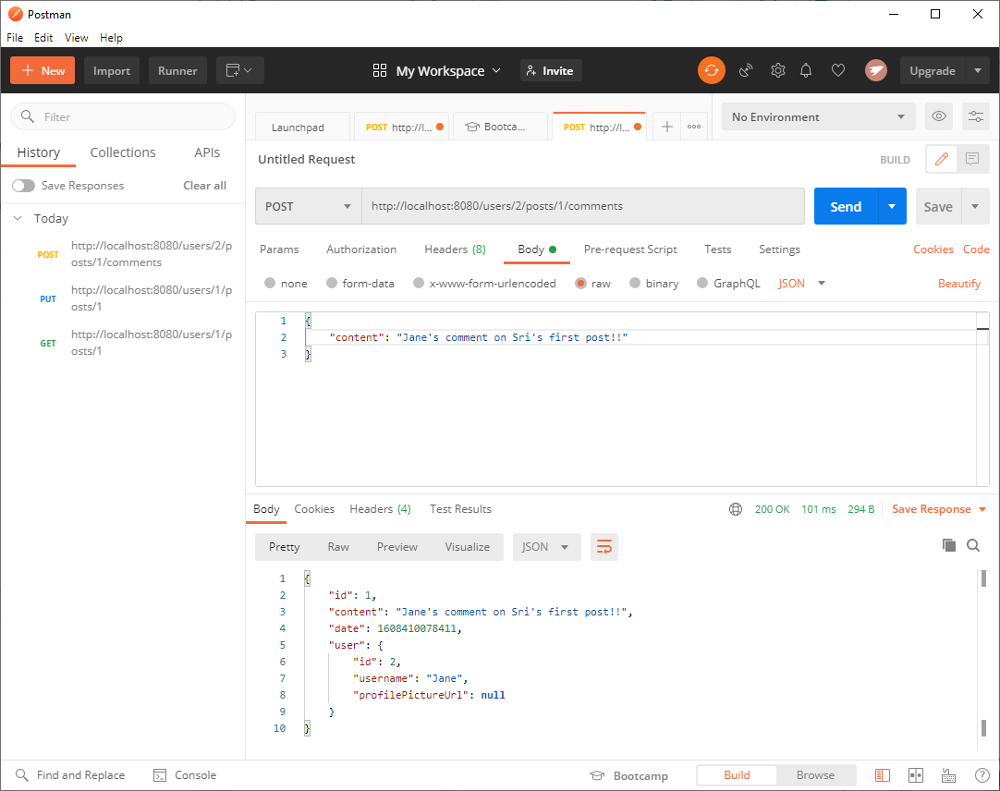 Postman
File Edit View Help
New Import Runner My Workspace Invite Upgrade
Filter
History Collections APIs
Save Responses Clear all
Today
POST http://localhost:8080/users/2/p
osts/1/comments
PUT http://localhost:8080/users/1/p
osts/1
GET http://localhost:8080/users/1/p
osts/1
Launchpad POST http://l... Bootca... POST http://l... No Environment
Untitled Request BUILD
POST http://localhost:8080/users/2/posts/1/comments Send Save
Params Authorization Headers (8) Body Pre-request Script Tests Settings Cookies Code
none form-data x-www-form-urlencoded raw binary GraphQL JSON Beautify
1 {
2 "content": "Jane's comment on Sri's first post!!"
3 }
Body Cookies Headers (4) Test Results 200 OK 101 ms 294 B Save Response
Pretty Raw Preview Visualize JSON
1 {
2 "id": 1,
3 "content": "Jane's comment on Sri's first post!!",
4 "date": 1608410078411,
5 "user": {
6 "id": 2,
7 "username": "Jane",
8 "profilePictureUrl": null
9 }
10 }
Find and Replace Console Bootcamp Build Browse